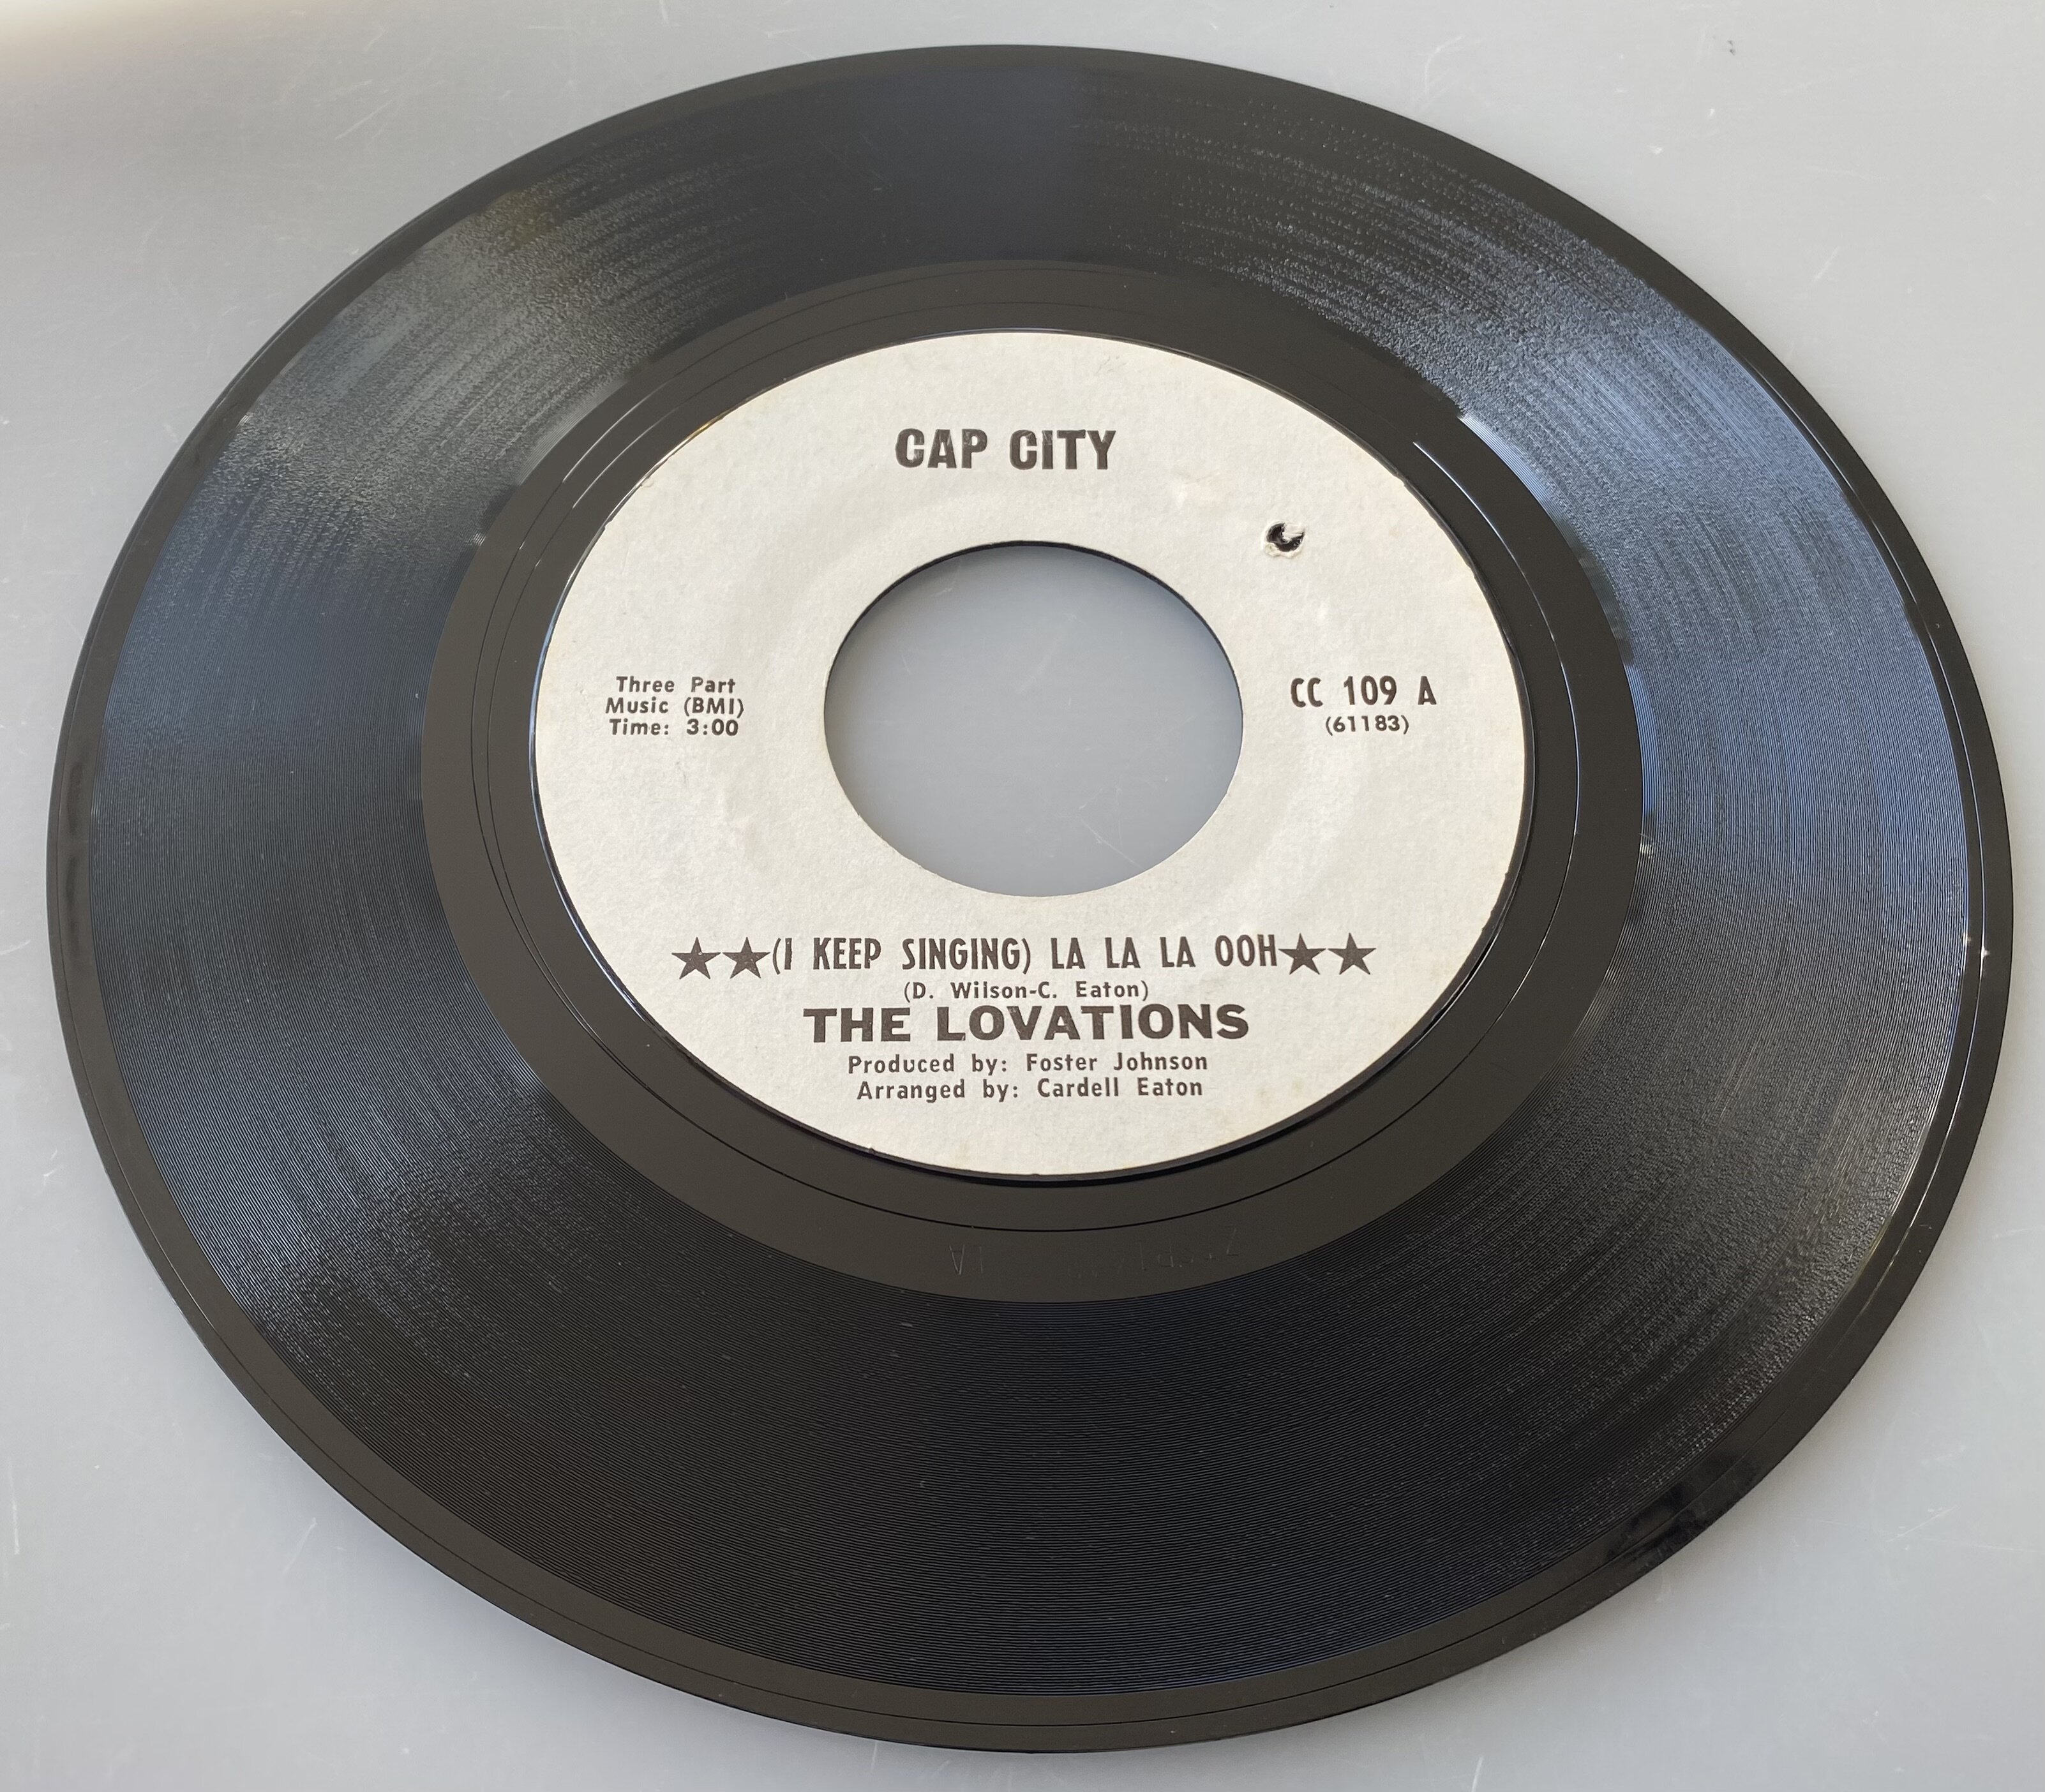 CAP CITY
Three Part
Music (BMI)
Time: 3:00
CC 109 A
(61183)
★★(I KEEP SINGING) LA LA LA OOH★★
(D. Wilson-C. Eaton)
THE LOVATIONS
Produced by: Foster Johnson
Arranged by: Cardell Eaton